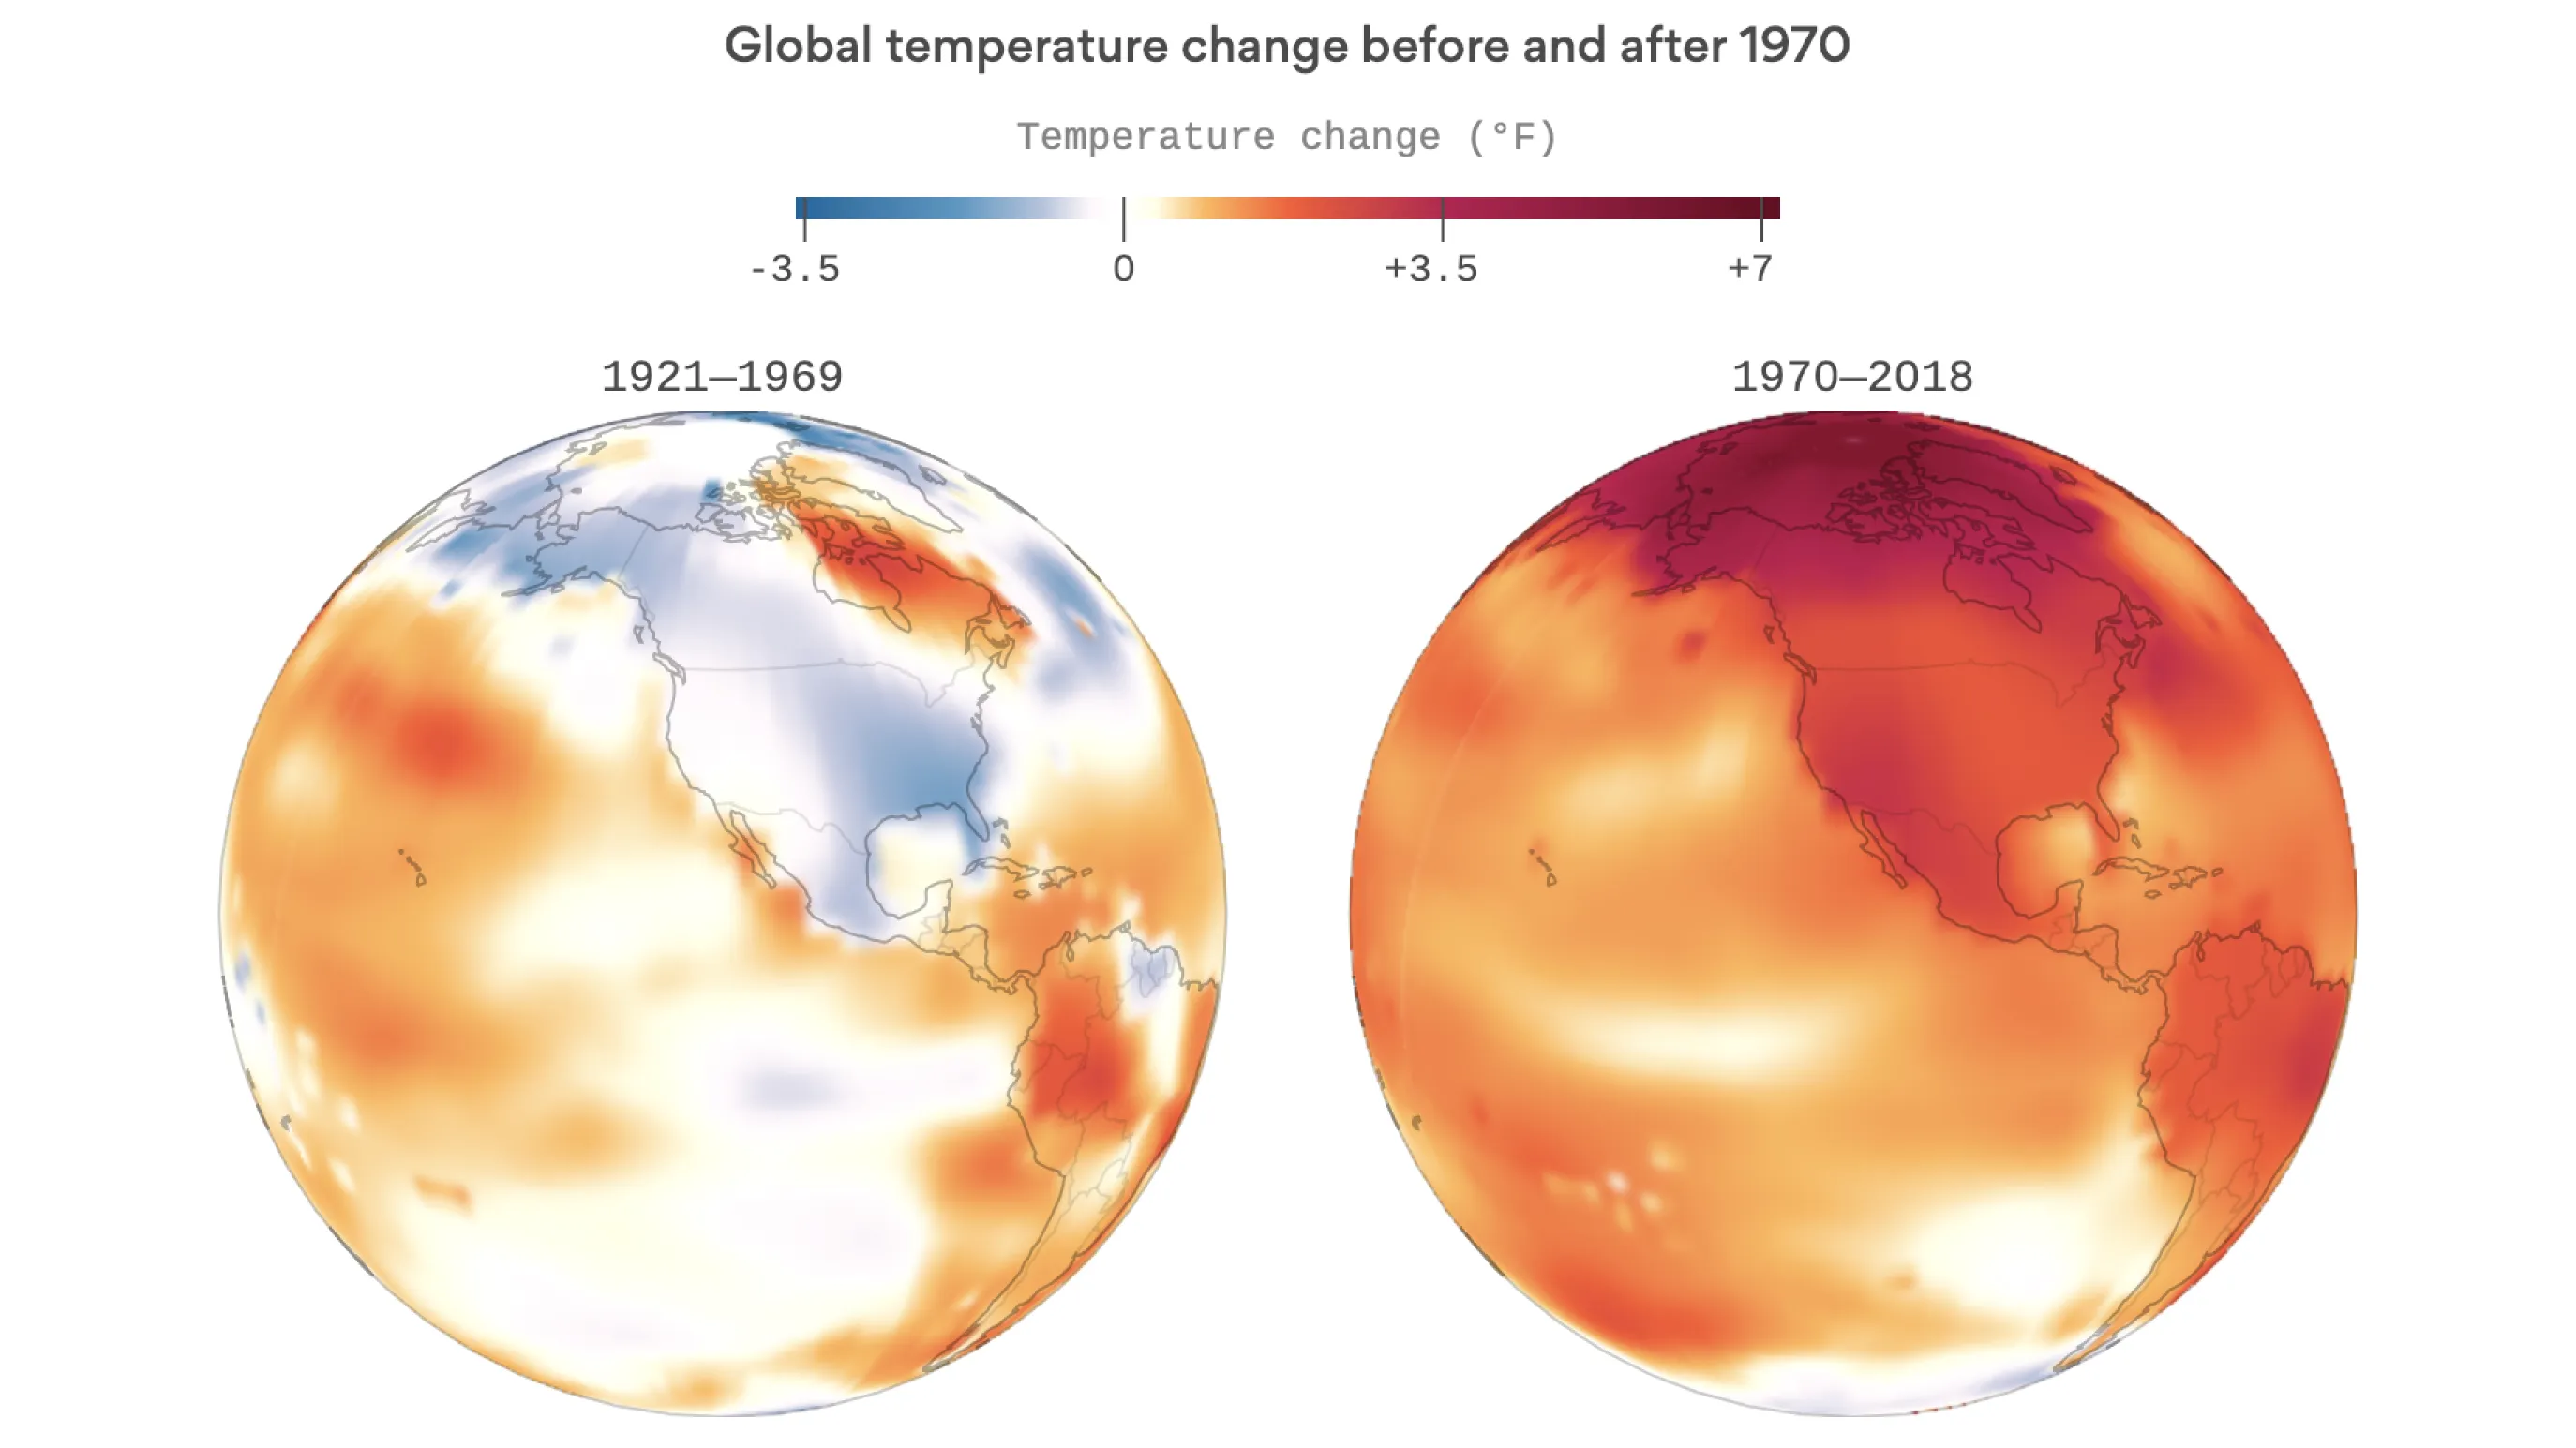 Global temperature change before and after 1970
Temperature change (°F)
-3.5 0 +3.5 +7
1921—1969 1970—2018